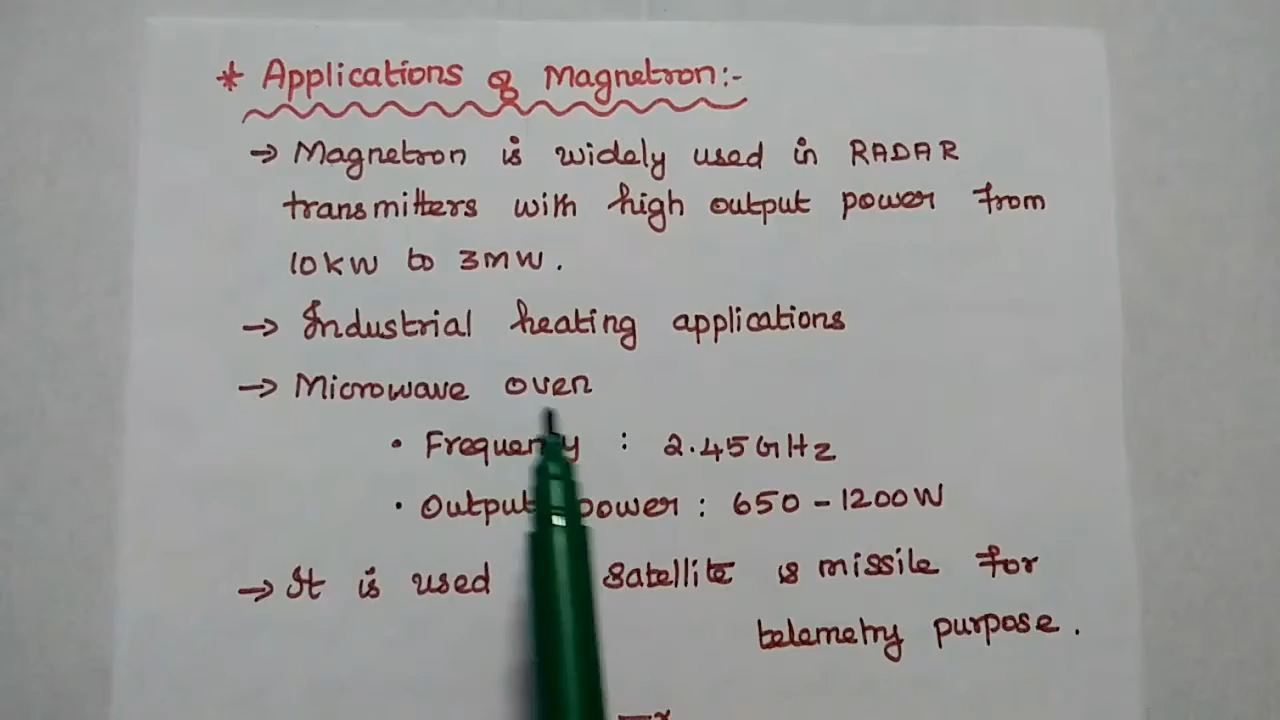 * Applications of Magnetron:-
→ Magnetron is widely used in RADAR
transmitters with high output power from
10kW to 3MW.
→ Industrial heating applications
→ Microwave oven
• Frequency : 2.45GHz
• Output power : 650-1200W
→ It is used satellite & missile for
telemetry purpose.